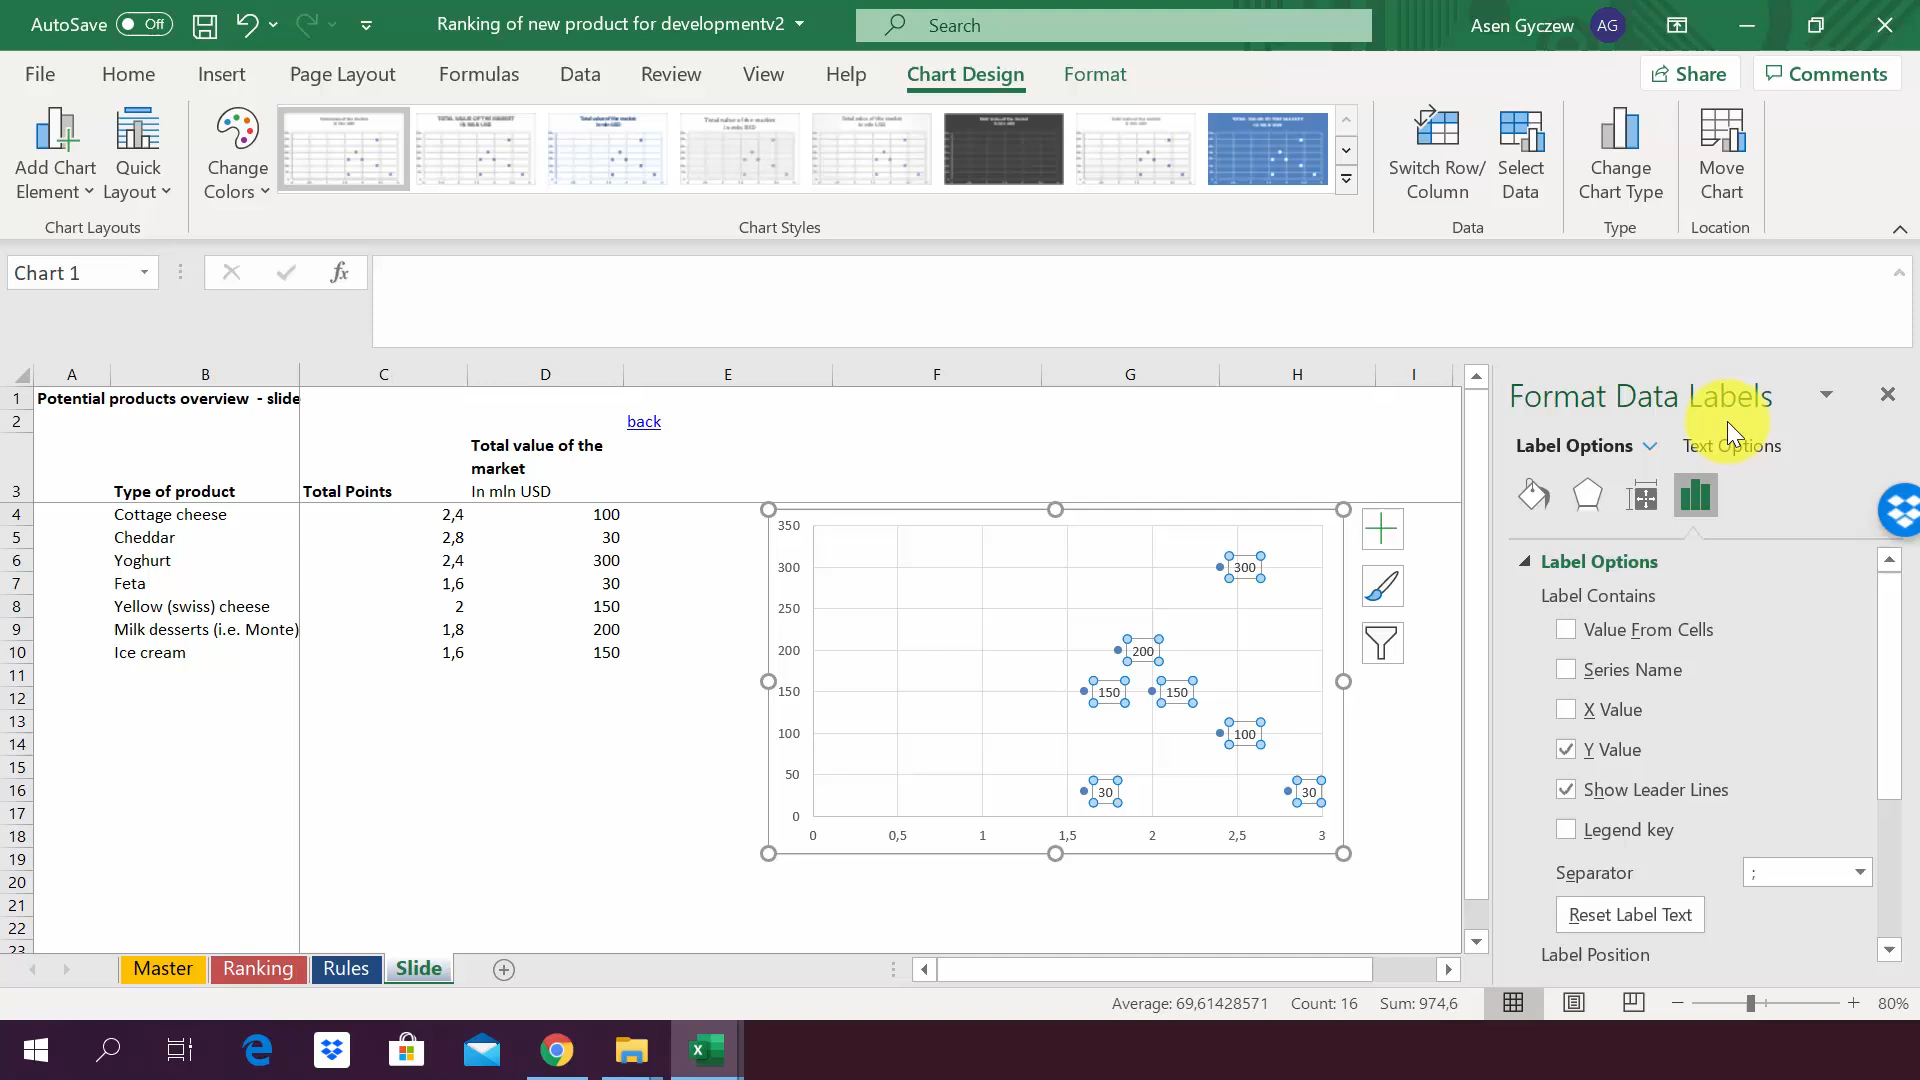 AutoSave Off
Ranking of new product for developmentv2
Search
Asen Gyczew AG
File Home Insert Page Layout Formulas Data Review View Help Chart Design Format
Share Comments
Add Chart Element
Quick Layout
Change Colors
Switch Row/ Column
Select Data
Change Chart Type
Move Chart
Chart Layouts
Chart Styles
Data
Type
Location
Chart 1
fx
A B C D E F G H I
1 Potential products overview - slide
2 back
Total value of the
market
3 Type of product Total Points In mln USD
4 Cottage cheese 2,4 100
5 Cheddar 2,8 30
6 Yoghurt 2,4 300
7 Feta 1,6 30
8 Yellow (swiss) cheese 2 150
9 Milk desserts (i.e. Monte) 1,8 200
10 Ice cream 1,6 150
11
12
13
14
15
16
17
18
19
20
21
22
23
350
300 300
250
200 200
150 150 150
100 100
50
30 30
0
0 0,5 1 1,5 2 2,5 3
Format Data Labels
Label Options Text Options
Label Options
Label Contains
Value From Cells
Series Name
X Value
Y Value
Show Leader Lines
Legend key
Separator ;
Reset Label Text
Label Position
Master Ranking Rules Slide
Average: 69,61428571 Count: 16 Sum: 974,6
80%